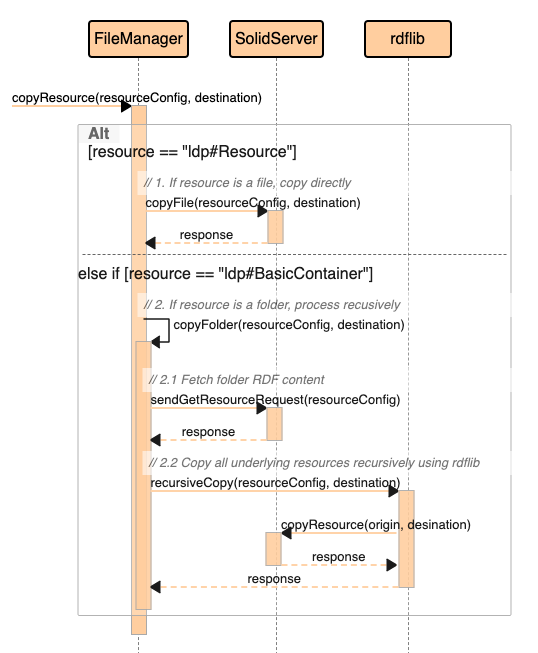 FileManager
SolidServer
rdflib
copyResource(resourceConfig, destination)
Alt
[resource == "ldp#Resource"]
// 1. If resource is a file, copy directly
copyFile(resourceConfig, destination)
response
else if [resource == "ldp#BasicContainer"]
// 2. If resource is a folder, process recusively
copyFolder(resourceConfig, destination)
// 2.1 Fetch folder RDF content
sendGetResourceRequest(resourceConfig)
response
// 2.2 Copy all underlying resources recursively using rdflib
recursiveCopy(resourceConfig, destination)
copyResource(origin, desination)
response
response